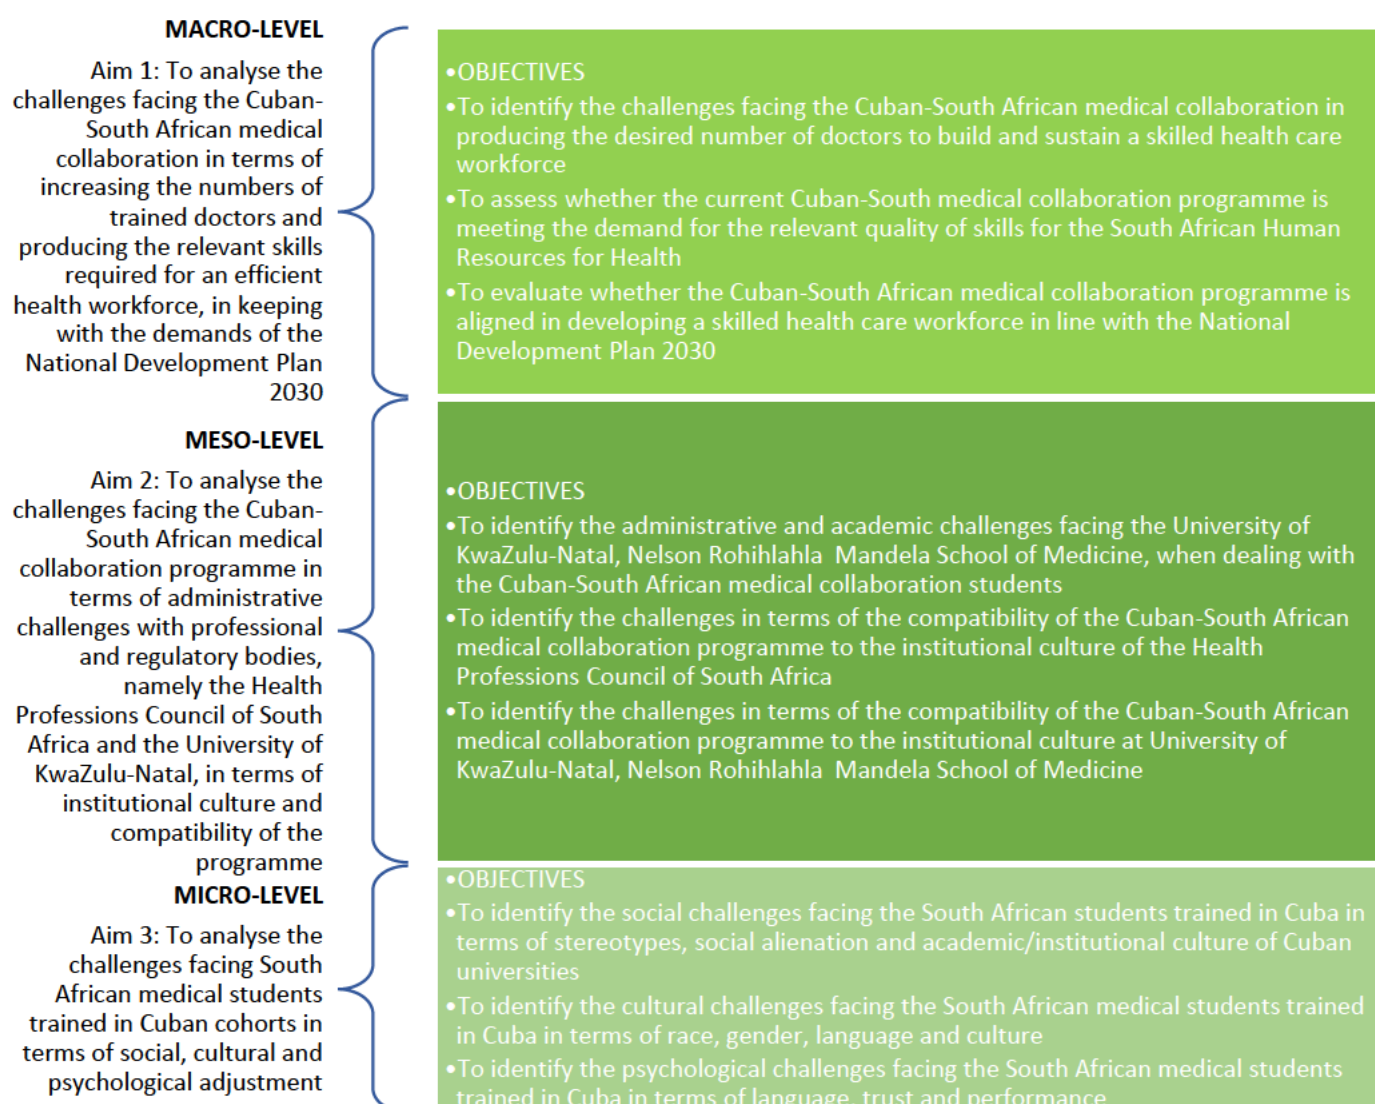 MACRO-LEVEL
Aim 1: To analyse the
challenges facing the Cuban-
South African medical
collaboration in terms of
increasing the numbers of
trained doctors and
producing the relevant skills
required for an efficient
health workforce, in keeping
with the demands of the
National Development Plan
2030
•OBJECTIVES
•To identify the challenges facing the Cuban-South African medical collaboration in
producing the desired number of doctors to build and sustain a skilled health care
workforce
•To assess whether the current Cuban-South medical collaboration programme is
meeting the demand for the relevant quality of skills for the South African Human
Resources for Health
•To evaluate whether the Cuban-South African medical collaboration programme is
aligned in developing a skilled health care workforce in line with the National
Development Plan 2030
MESO-LEVEL
Aim 2: To analyse the
challenges facing the Cuban-
South African medical
collaboration programme in
terms of administrative
challenges with professional
and regulatory bodies,
namely the Health
Professions Council of South
Africa and the University of
KwaZulu-Natal, in terms of
institutional culture and
compatibility of the
programme
•OBJECTIVES
•To identify the administrative and academic challenges facing the University of
KwaZulu-Natal, Nelson Rohihlahla Mandela School of Medicine, when dealing with
the Cuban-South African medical collaboration students
•To identify the challenges in terms of the compatibility of the Cuban-South African
medical collaboration programme to the institutional culture of the Health
Professions Council of South Africa
•To identify the challenges in terms of the compatibility of the Cuban-South African
medical collaboration programme to the institutional culture at University of
KwaZulu-Natal, Nelson Rohihlahla Mandela School of Medicine
MICRO-LEVEL
Aim 3: To analyse the
challenges facing South
African medical students
trained in Cuban cohorts in
terms of social, cultural and
psychological adjustment
•OBJECTIVES
•To identify the social challenges facing the South African students trained in Cuba in
terms of stereotypes, social alienation and academic/institutional culture of Cuban
universities
•To identify the cultural challenges facing the South African medical students trained
in Cuba in terms of race, gender, language and culture
•To identify the psychological challenges facing the South African medical students
trained in Cuba in terms of language, trust and performance